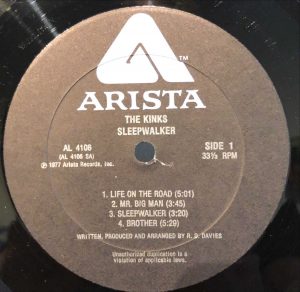 TM
ARISTA
THE KINKS
SLEEPWALKER
AL 4106
(AL 4106 SA)
℗ 1977 Arista Records, Inc.
SIDE 1
33⅓ RPM
1. LIFE ON THE ROAD (5:01)
2. MR. BIG MAN (3:45)
3. SLEEPWALKER (3:20)
4. BROTHER (5:29)
WRITTEN, PRODUCED AND ARRANGED BY R. D. DAVIES
Unauthorized duplication is a
violation of applicable laws.